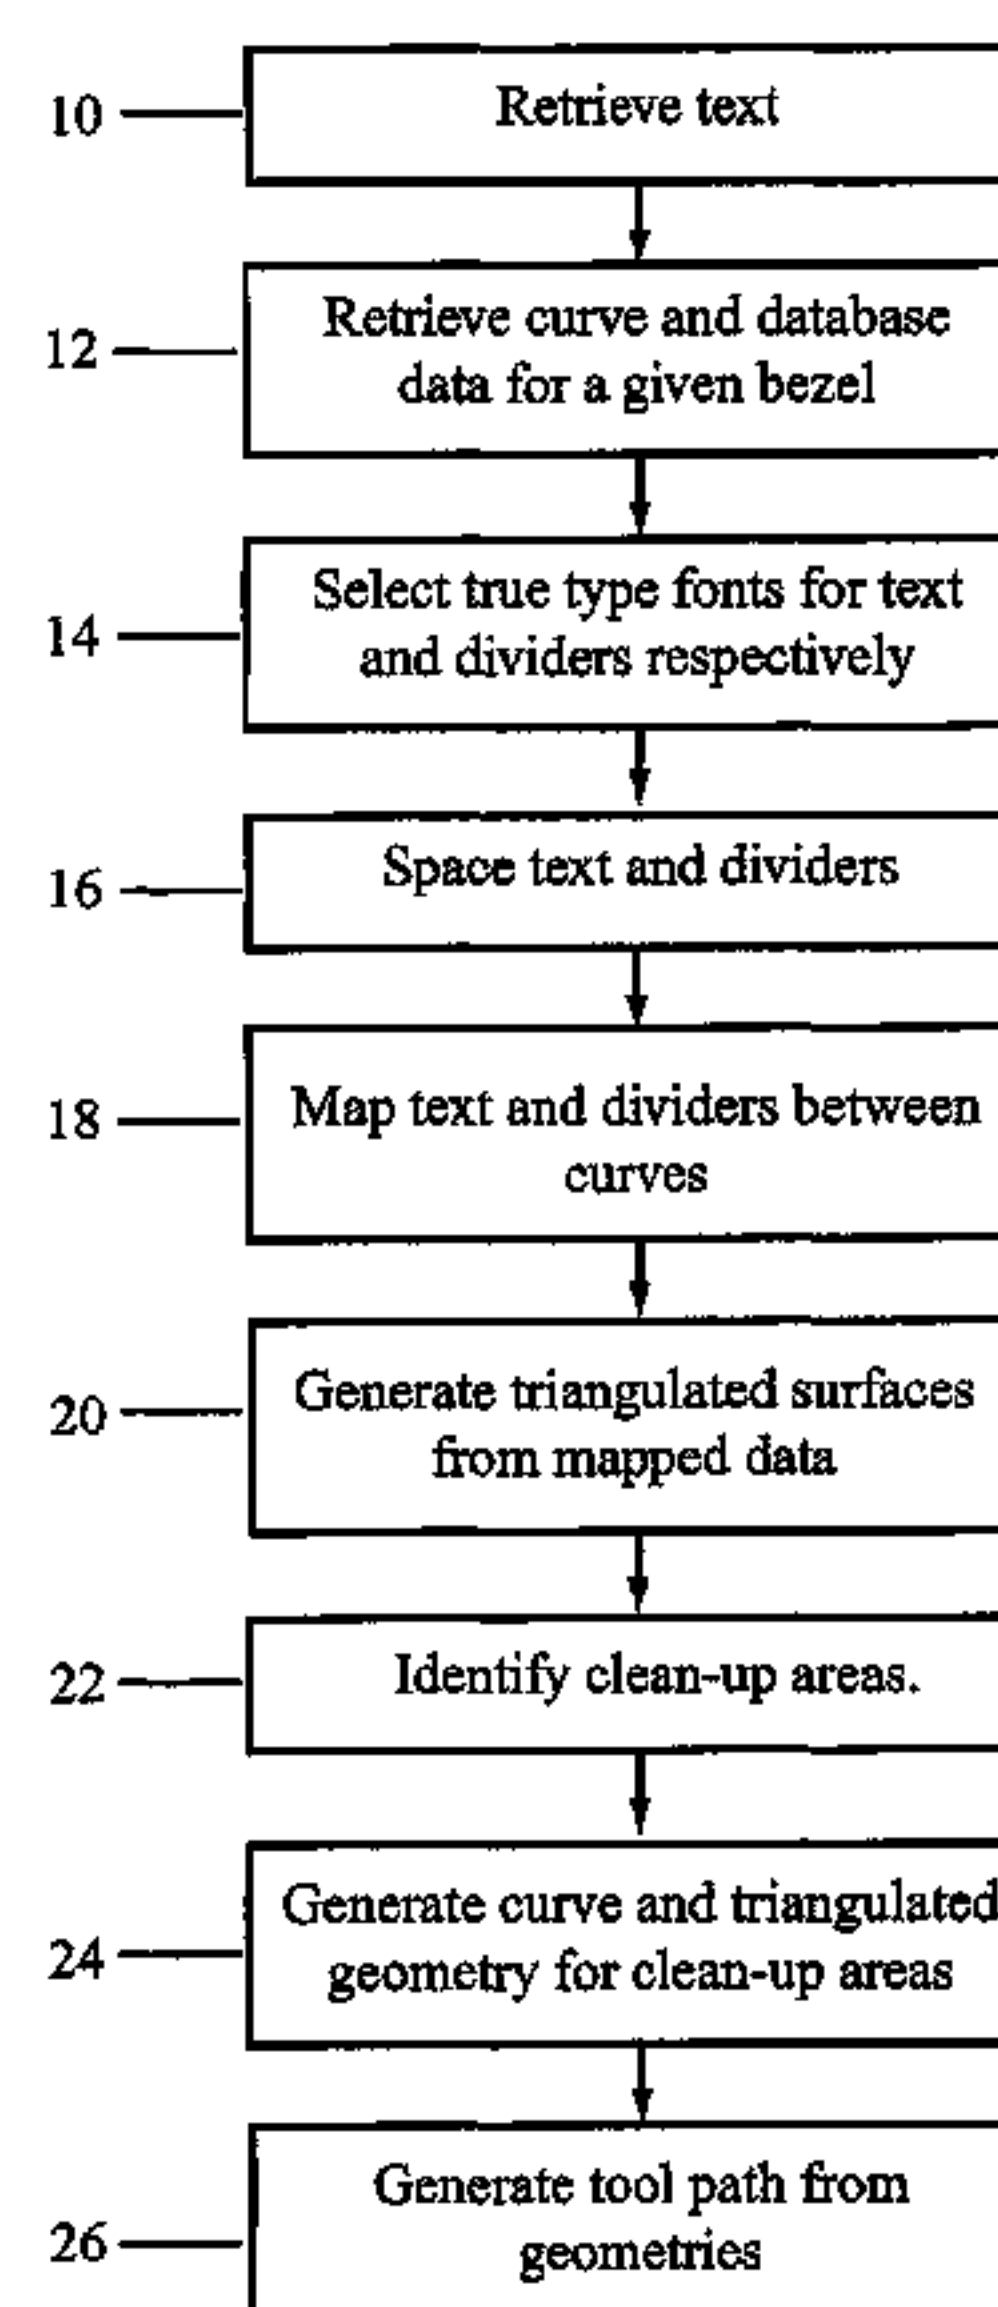 10
Retrieve text
12
Retrieve curve and database
data for a given bezel
14
Select true type fonts for text
and dividers respectively
16
Space text and dividers
18
Map text and dividers between
curves
20
Generate triangulated surfaces
from mapped data
22
Identify clean-up areas.
24
Generate curve and triangulated
geometry for clean-up areas
26
Generate tool path from
geometries